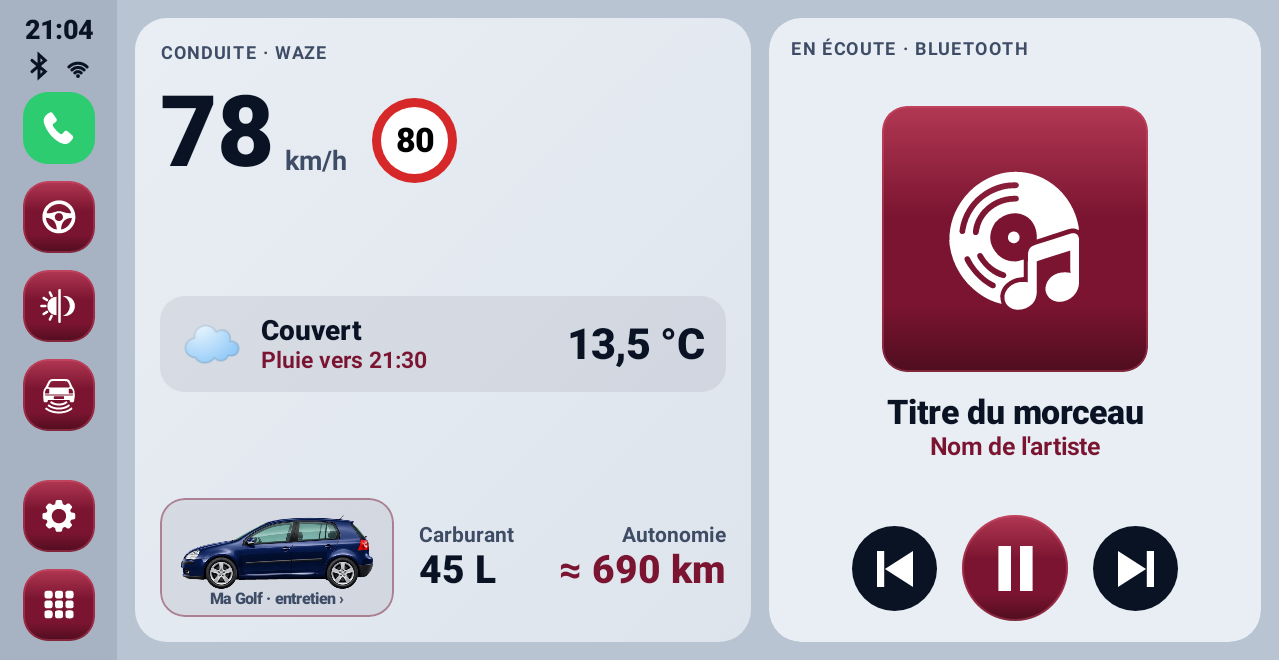 21:04
CONDUITE · WAZE
78 km/h
80
Couvert
Pluie vers 21:30
13,5 °C
Ma Golf · entretien ›
Carburant
45 L
Autonomie
≈ 690 km
EN ÉCOUTE · BLUETOOTH
Titre du morceau
Nom de l'artiste